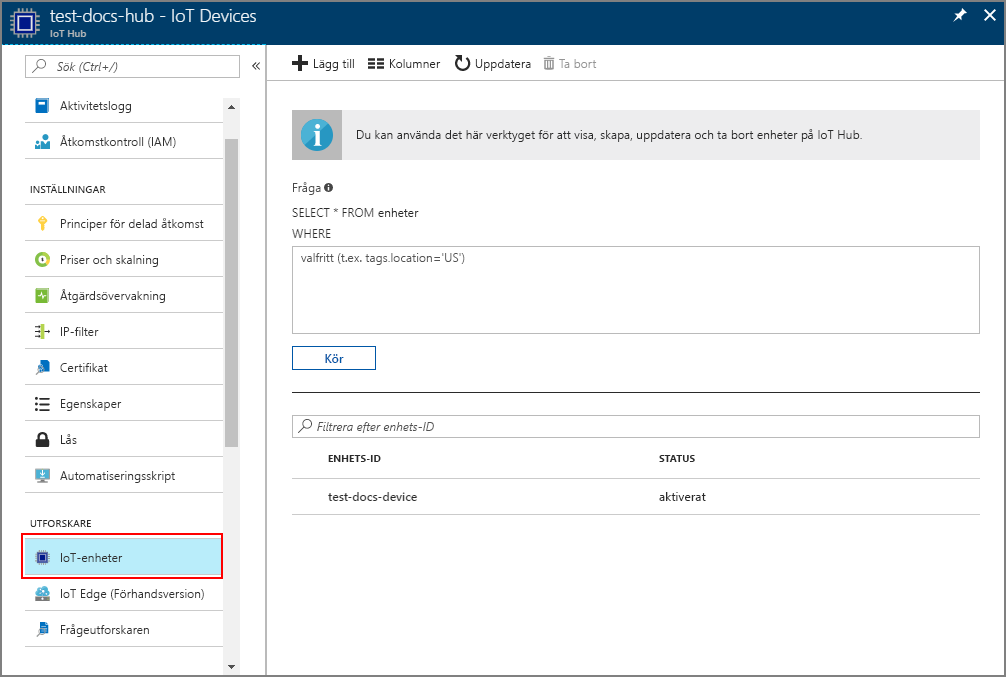 test-docs-hub - IoT Devices
IoT Hub
Sök (Ctrl+/)
«
Aktivitetslogg
Åtkomstkontroll (IAM)
INSTÄLLNINGAR
Principer för delad åtkomst
Priser och skalning
Åtgärdsövervakning
IP-filter
Certifikat
Egenskaper
Lås
Automatiseringsskript
UTFORSKARE
IoT-enheter
IoT Edge (Förhandsversion)
Frågeutforskaren
Lägg till Kolumner Uppdatera Ta bort
Du kan använda det här verktyget för att visa, skapa, uppdatera och ta bort enheter på IoT Hub.
Fråga
SELECT * FROM enheter
WHERE
valfritt (t.ex. tags.location='US')
Kör
Filtrera efter enhets-ID
ENHETS-ID STATUS
test-docs-device aktiverat